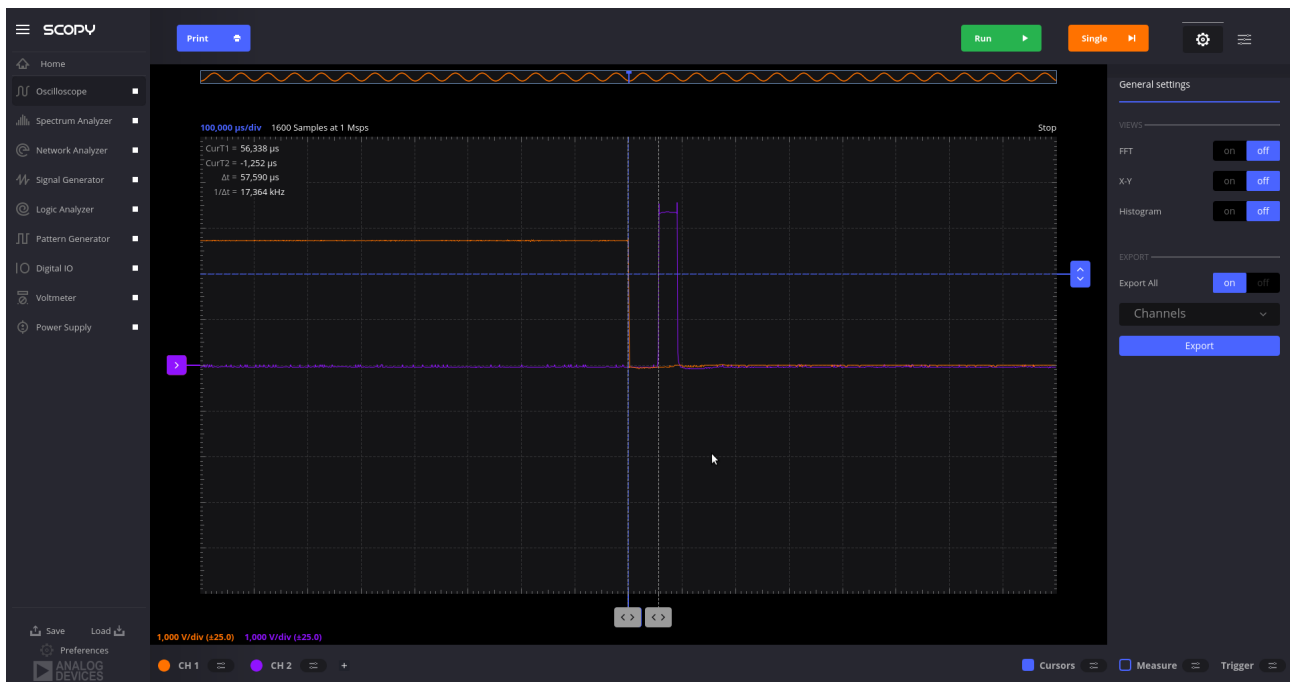 SCOPY
Print
Run
Single
Home
Oscilloscope
Spectrum Analyzer
Network Analyzer
Signal Generator
Logic Analyzer
Pattern Generator
Digital IO
Voltmeter
Power Supply
Save Load
Preferences
ANALOG
DEVICES
100,000 µs/div 1600 Samples at 1 Msps Stop
CurT1 = 56,338 µs
CurT2 = -1,252 µs
Δt = 57,590 µs
1/Δt = 17,364 kHz
1,000 V/div (±25.0) 1,000 V/div (±25.0)
CH 1 CH 2 + Cursors Measure Trigger
General settings
VIEWS
FFT on off
X-Y on off
Histogram on off
EXPORT
Export All on off
Channels
Export